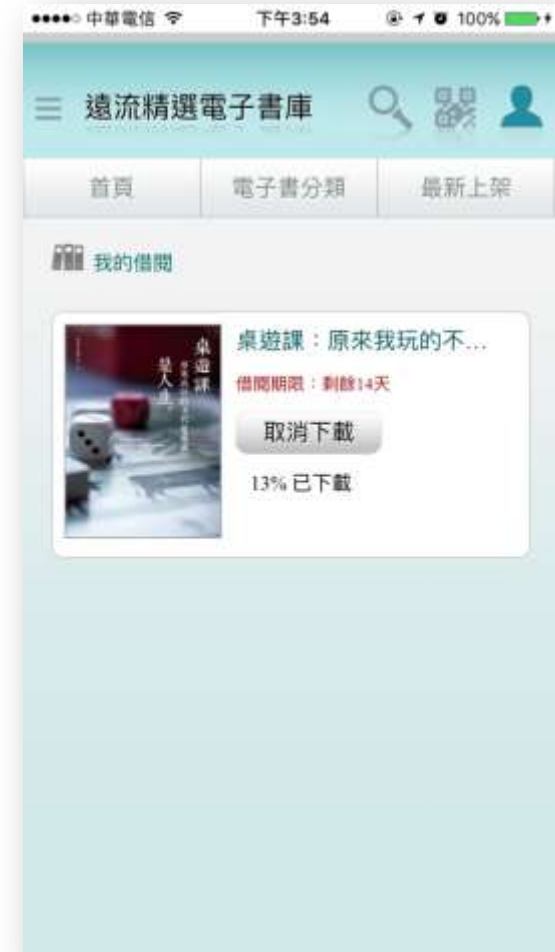 中華電信 下午3:54 100%
遠流精選電子書庫
首頁 電子書分類 最新上架
我的借閱
桌遊課：原來我玩的不...
借閱期限：剩餘14天
取消下載
13% 已下載
桌遊課
是人生。